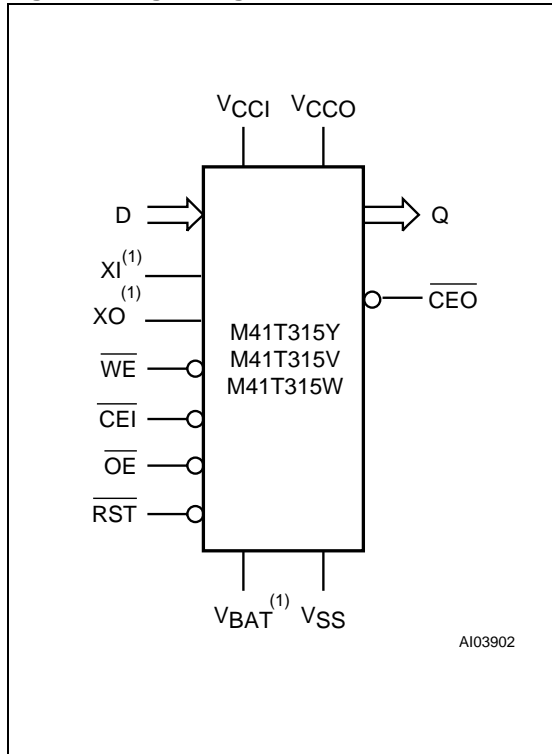 VCCI VCCO
D Q
XI(1)
XO(1)
CEO
M41T315Y
WE M41T315V
M41T315W
CEI
OE
RST
VBAT(1) VSS
AI03902